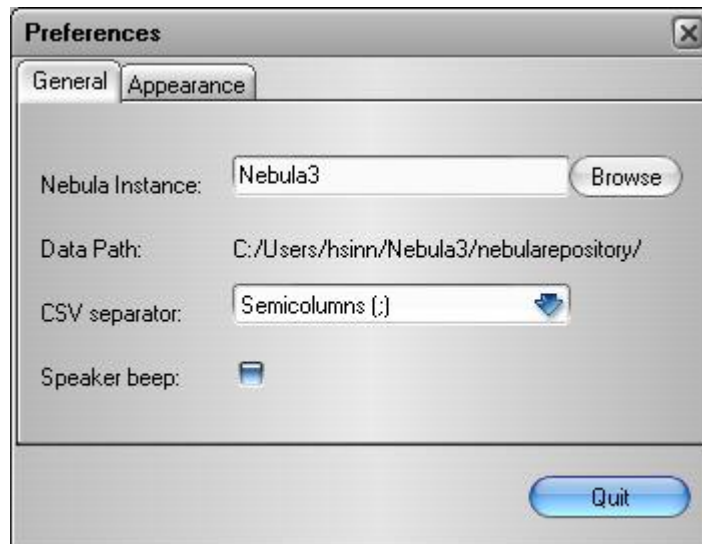 Preferences
General Appearance
Nebula Instance: Nebula3 Browse
Data Path: C:/Users/hsinn/Nebula3/nebularepository/
CSV separator: Semicolumns (;)
Speaker beep:
Quit